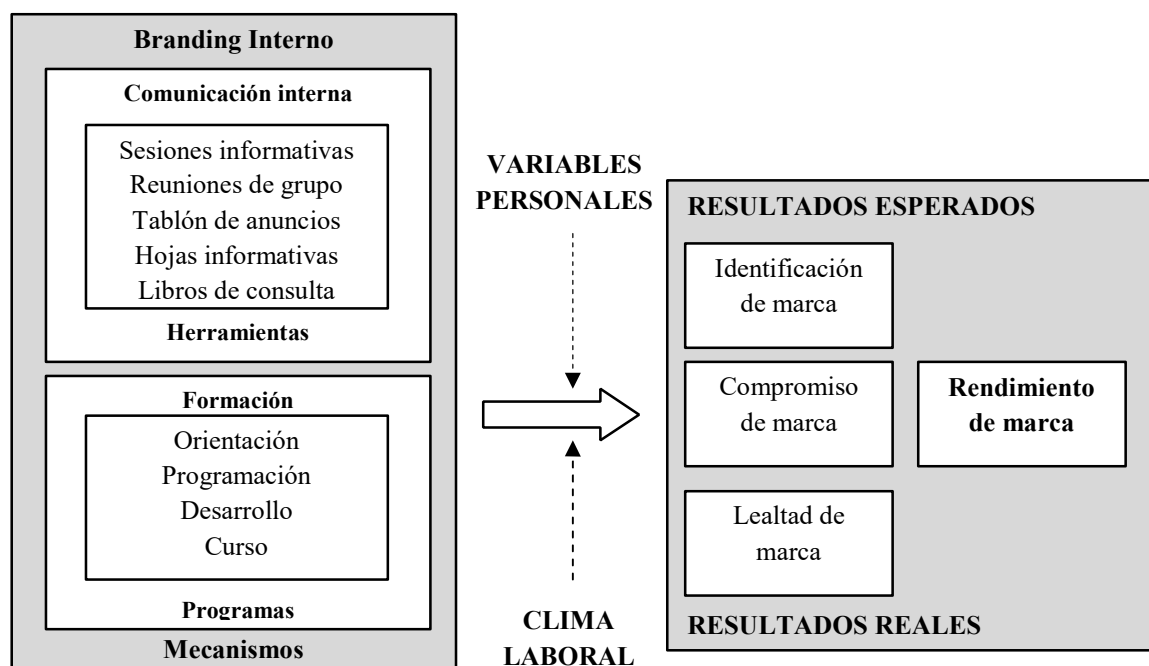 Branding Interno
Comunicación interna
Sesiones informativas
Reuniones de grupo
Tablón de anuncios
Hojas informativas
Libros de consulta
Herramientas
Formación
Orientación
Programación
Desarrollo
Curso
Programas
Mecanismos
VARIABLES
PERSONALES
CLIMA
LABORAL
RESULTADOS ESPERADOS
Identificación
de marca
Compromiso
de marca
Lealtad de
marca
Rendimiento
de marca
RESULTADOS REALES